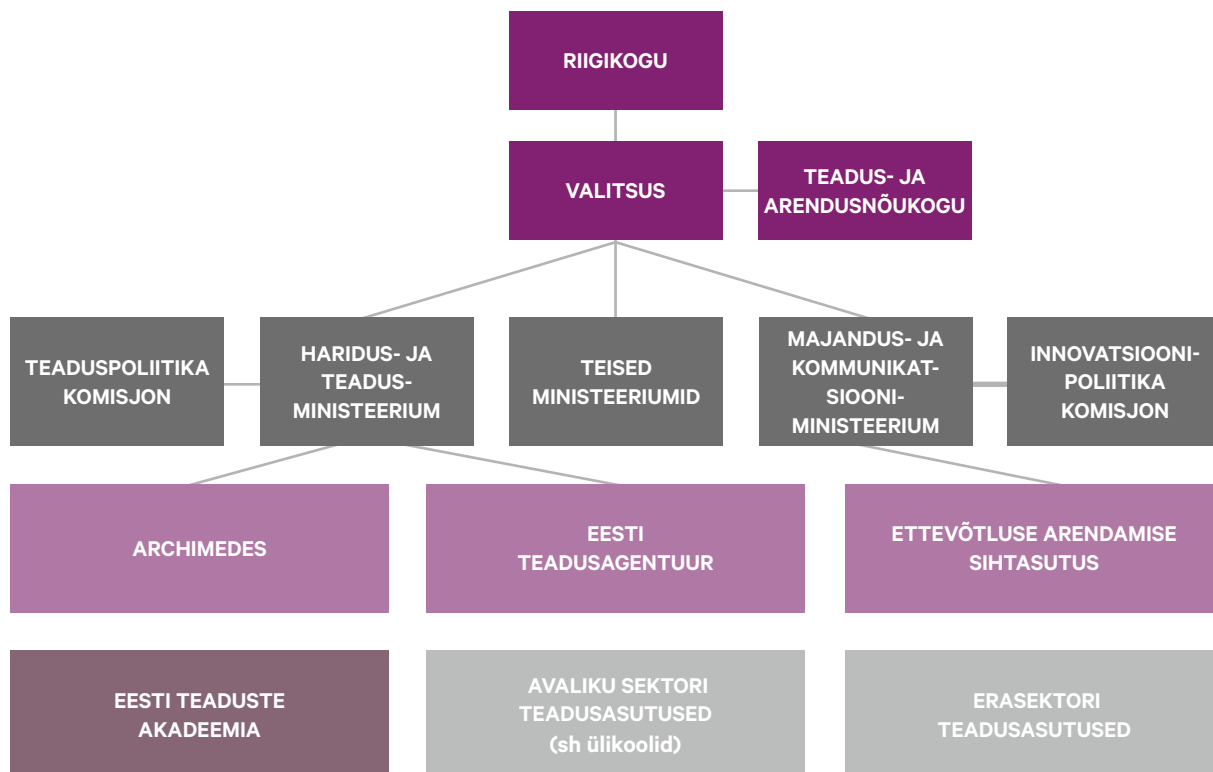 RIIGIKOGU
VALITSUS
TEADUS- JA
ARENDUSNÕUKOGU
TEADUSPOLIITIKA
KOMISJON
HARIDUS- JA
TEADUS-
MINISTEERIUM
TEISED
MINISTEERIUMID
MAJANDUS- JA
KOMMUNIKAT-
SIOONI-
MINISTEERIUM
INNOVATSIOONI-
POLIITIKA
KOMISJON
ARCHIMEDES
EESTI
TEADUSAGENTUUR
ETTEVÕTLUSE ARENDAMISE
SIHTASUTUS
EESTI TEADUSTE
AKADEEMIA
AVALIKU SEKTORI
TEADUSASUTUSED
(sh ülikoolid)
ERASEKTORI
TEADUSASUTUSED